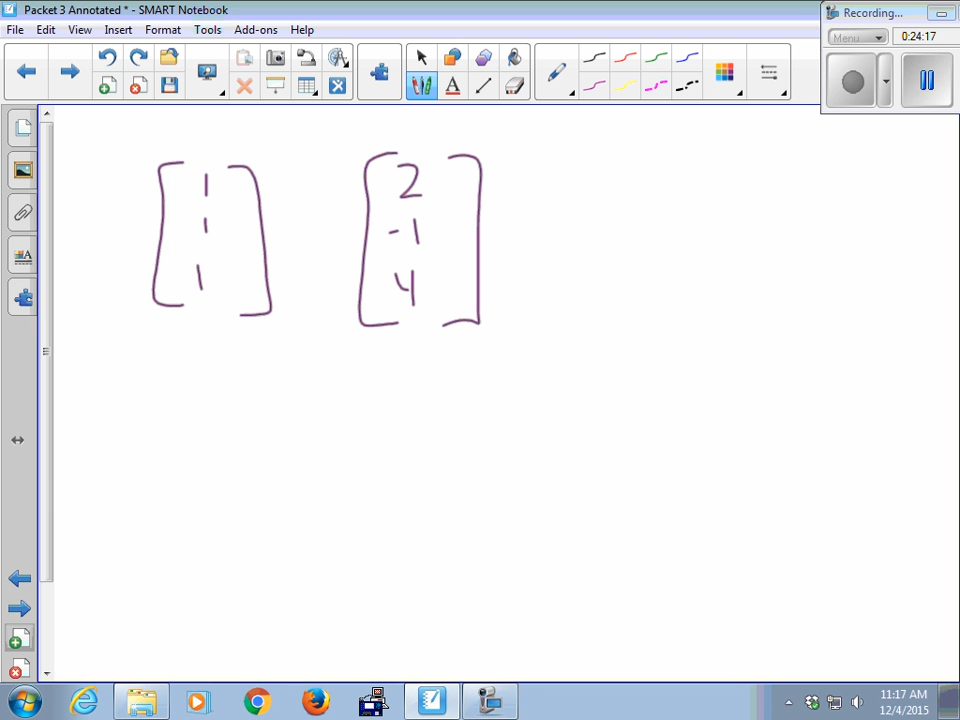 Packet 3 Annotated * - SMART Notebook
Recording...
File Edit View Insert Format Tools Add-ons Help
Menu
0:24:17
A
1 2
1 -1
1 4
11:17 AM
12/4/2015